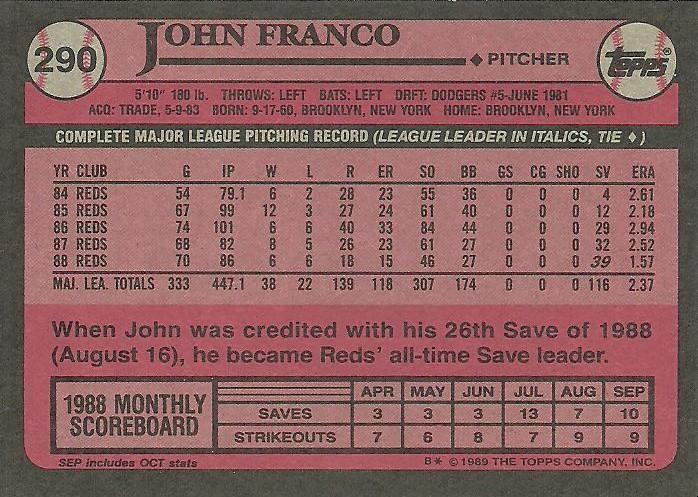 290
JOHN FRANCO
◆ PITCHER
TOPPS®
5'10" 180 lb. THROWS: LEFT BATS: LEFT DRFT: DODGERS #5-JUNE 1981
ACQ: TRADE, 5-9-83 BORN: 9-17-60, BROOKLYN, NEW YORK HOME: BROOKLYN, NEW YORK
COMPLETE MAJOR LEAGUE PITCHING RECORD (LEAGUE LEADER IN ITALICS, TIE ♦)
YR CLUB G IP W L R ER SO BB GS CG SHO SV ERA
84 REDS 54 79.1 6 2 28 23 55 36 0 0 0 4 2.61
85 REDS 67 99 12 3 27 24 61 40 0 0 0 12 2.18
86 REDS 74 101 6 6 40 33 84 44 0 0 0 29 2.94
87 REDS 68 82 8 5 26 23 61 27 0 0 0 32 2.52
88 REDS 70 86 6 6 18 15 46 27 0 0 0 39 1.57
MAJ. LEA. TOTALS 333 447.1 38 22 139 118 307 174 0 0 0 116 2.37
When John was credited with his 26th Save of 1988
(August 16), he became Reds' all-time Save leader.
1988 MONTHLY
SCOREBOARD
APR MAY JUN JUL AUG SEP
SAVES 3 3 3 13 7 10
STRIKEOUTS 7 6 8 7 9 9
SEP includes OCT stats
B* © 1989 THE TOPPS COMPANY, INC.